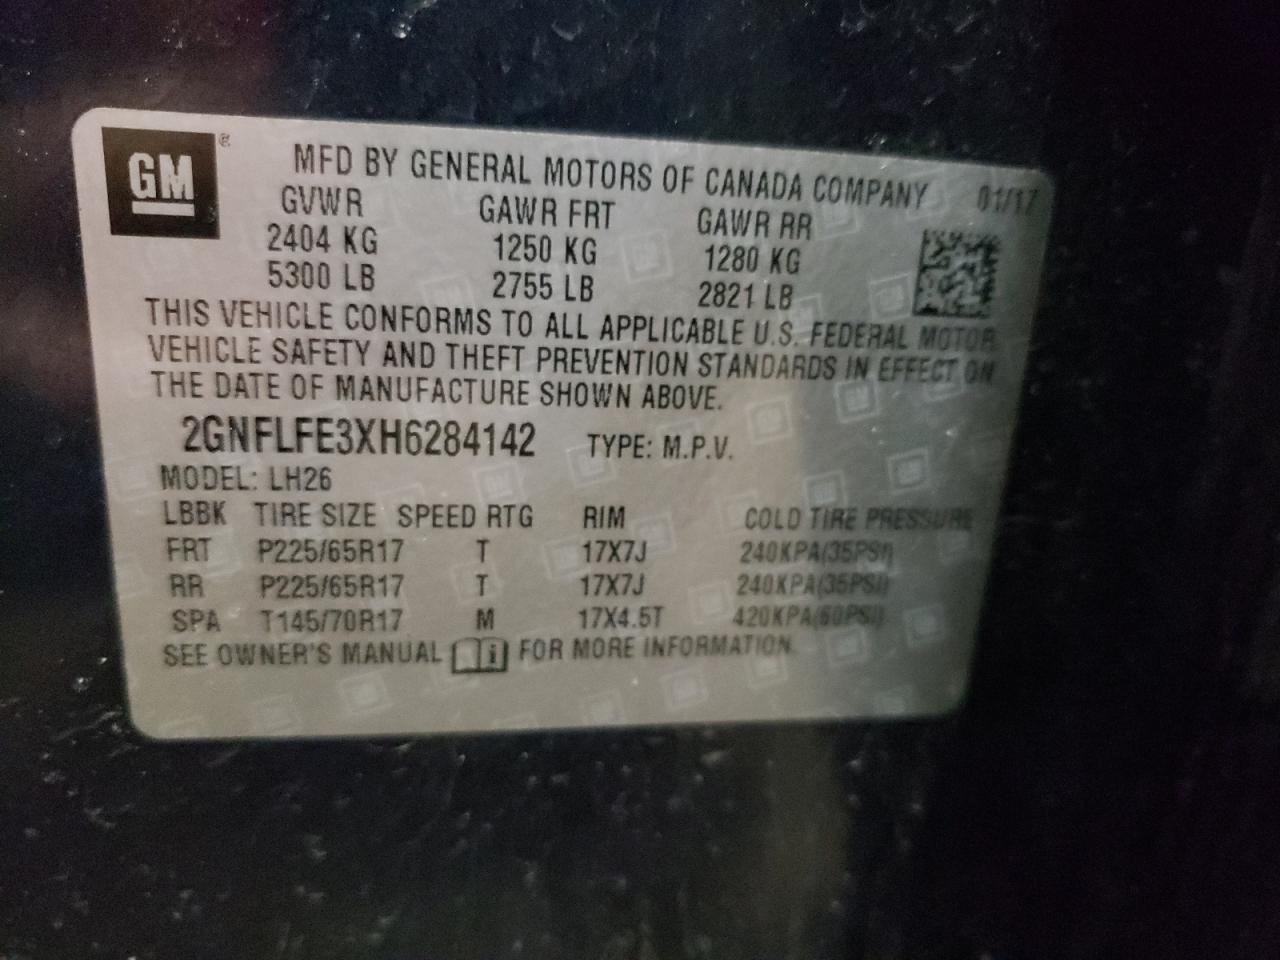 GM ®
MFD BY GENERAL MOTORS OF CANADA COMPANY 01/17
GVWR GAWR FRT GAWR RR
2404 KG 1250 KG 1280 KG
5300 LB 2755 LB 2821 LB
THIS VEHICLE CONFORMS TO ALL APPLICABLE U.S. FEDERAL MOTOR
VEHICLE SAFETY AND THEFT PREVENTION STANDARDS IN EFFECT ON
THE DATE OF MANUFACTURE SHOWN ABOVE.
2GNFLFE3XH6284142 TYPE: M.P.V.
MODEL: LH26
LBBK TIRE SIZE SPEED RTG RIM COLD TIRE PRESSURE
FRT P225/65R17 T 17X7J 240KPA(35PSI)
RR P225/65R17 T 17X7J 240KPA(35PSI)
SPA T145/70R17 M 17X4.5T 420KPA(60PSI)
SEE OWNER'S MANUAL i FOR MORE INFORMATION.